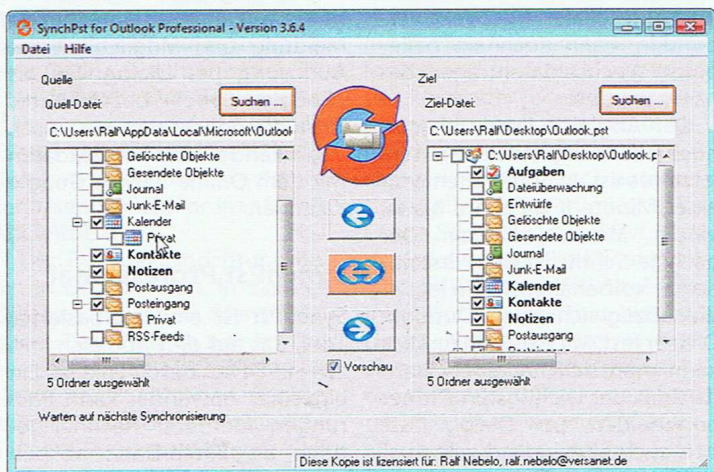 SynchPst for Outlook Professional - Version 3.6.4
Datei Hilfe
Quelle
Quell-Datei:
Suchen ...
C:\Users\Ralf\AppData\Local\Microsoft\Outlook
Gelöschte Objekte
Gesendete Objekte
Journal
Junk-E-Mail
Kalender
Privat
Kontakte
Notizen
Postausgang
Posteingang
Privat
RSS-Feeds
5 Ordner ausgewählt
Vorschau
Ziel
Ziel-Datei:
Suchen ...
C:\Users\Ralf\Desktop\Outlook.pst
C:\Users\Ralf\Desktop\Outlook.p
Aufgaben
Dateiüberwachung
Entwürfe
Gelöschte Objekte
Gesendete Objekte
Journal
Junk-E-Mail
Kalender
Kontakte
Notizen
Postausgang
5 Ordner ausgewählt
Warten auf nächste Synchronisierung
Diese Kopie ist lizensiert für: Ralf Nebelo, ralf.nebelo@versanet.de